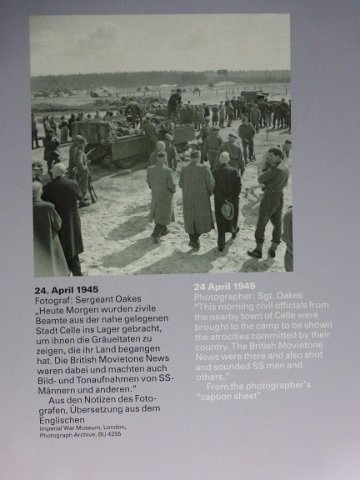 24. April 1945
Fotograf: Sergeant Oakes
„Heute Morgen wurden zivile
Beamte aus der nahe gelegenen
Stadt Celle ins Lager gebracht,
um ihnen die Gräueltaten zu
zeigen, die ihr Land begangen
hat. Die British Movietone News
waren dabei und machten auch
Bild- und Tonaufnahmen von SS-
Männern und anderen.“
Aus den Notizen des Foto-
grafen, Übersetzung aus dem
Englischen
Imperial War Museum, London,
Photograph Archive, BU 4255
24 April 1945
Photographer: Sgt. Oakes
“This morning civil officials from
the nearby town of Celle were
brought to the camp to be shown
the atrocities committed by their
country. The British Movietone
News were there and also shot
and sounded SS men and
others.”
From the photographer’s
“caption sheet”